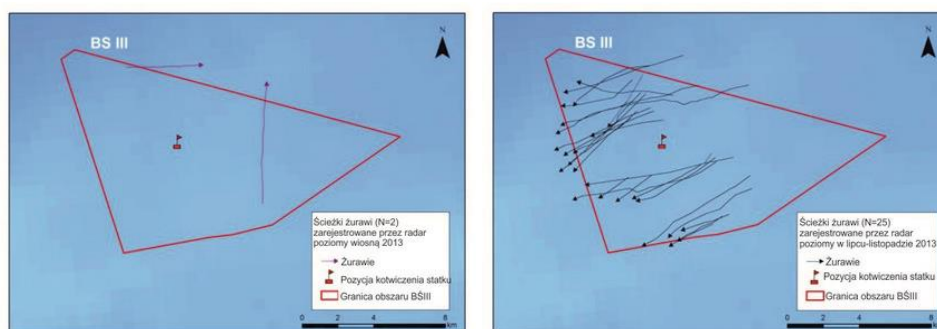 BS III
N
Ścieżki żurawi (N=2)
zarejestrowane przez radar
poziomy wiosną 2013
Żurawie
Pozycja kotwiczenia statku
Granica obszaru BŚIII
0 2 4 8
km
BS III
N
Ścieżki żurawi (N=25)
zarejestrowane przez radar
poziomy w lipcu-listopadzie 2013
Żurawie
Pozycja kotwiczenia statku
Granica obszaru BŚIII
0 2 4 8
km